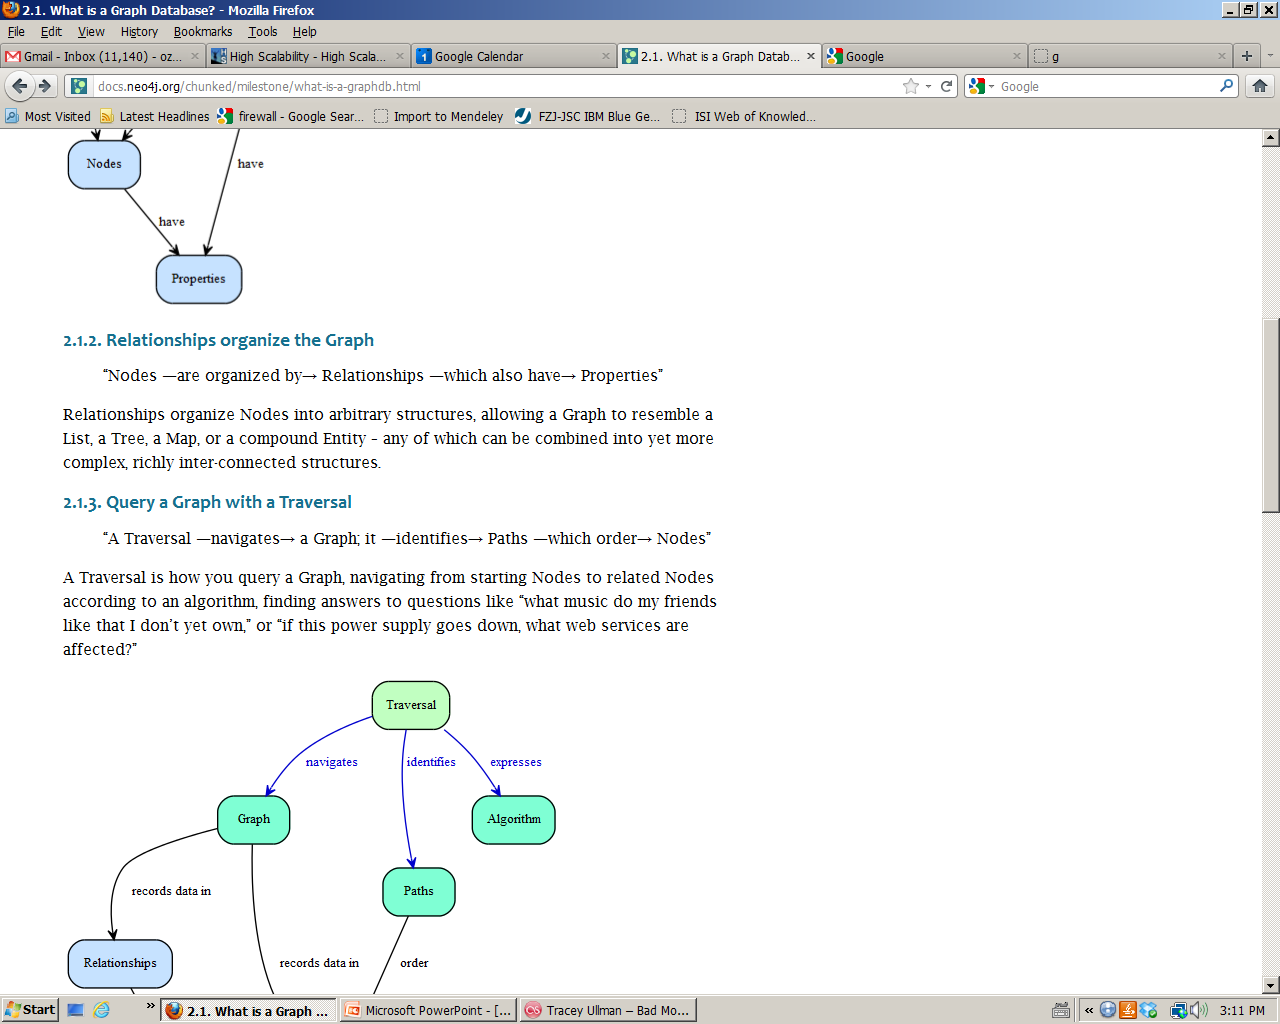 2.1. What is a Graph Database? - Mozilla Firefox
File Edit View History Bookmarks Tools Help
Gmail - Inbox (11,140) - oz... High Scalability - High Scala... 1 Google Calendar 2.1. What is a Graph Datab... Google g
docs.neo4j.org/chunked/milestone/what-is-a-graphdb.html Google
Most Visited Latest Headlines firewall - Google Sear... Import to Mendeley FZJ-JSC IBM Blue Ge... ISI Web of Knowled...
Nodes have
have
Properties
2.1.2. Relationships organize the Graph
“Nodes —are organized by→ Relationships —which also have→ Properties”
Relationships organize Nodes into arbitrary structures, allowing a Graph to resemble a
List, a Tree, a Map, or a compound Entity – any of which can be combined into yet more
complex, richly inter-connected structures.
2.1.3. Query a Graph with a Traversal
“A Traversal —navigates→ a Graph; it —identifies→ Paths —which order→ Nodes”
A Traversal is how you query a Graph, navigating from starting Nodes to related Nodes
according to an algorithm, finding answers to questions like “what music do my friends
like that I don’t yet own,” or “if this power supply goes down, what web services are
affected?”
Traversal
navigates identifies expresses
Graph Algorithm
records data in Paths
Relationships records data in order
Start » 2.1. What is a Graph ... Microsoft PowerPoint - [... Tracey Ullman – Bad Mo... « 3:11 PM